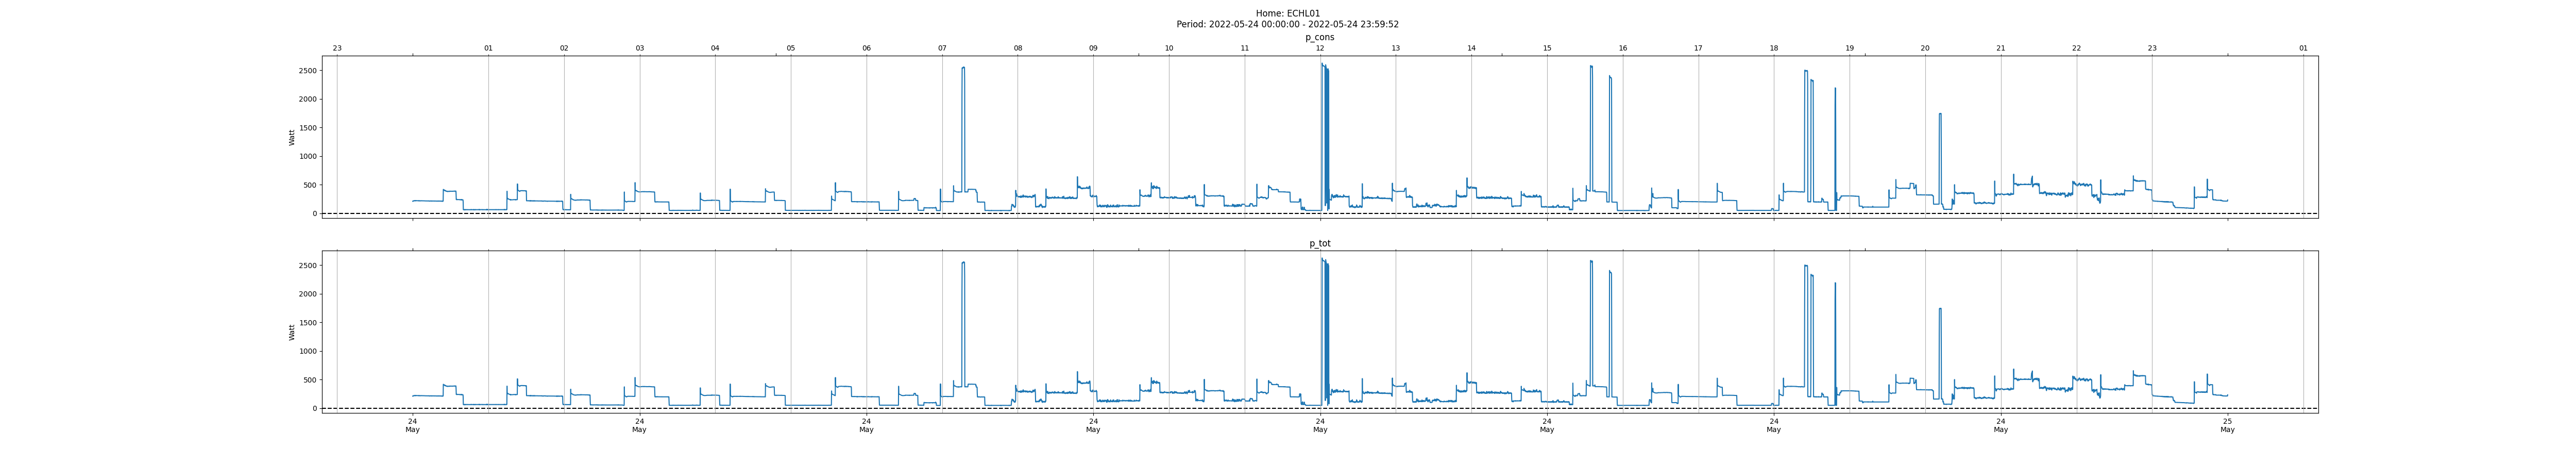 Home: ECHL01
Period: 2022-05-24 00:00:00 - 2022-05-24 23:59:52
p_cons
23 01 02 03 04 05 06 07 08 09 10 11 12 13 14 15 16 17 18 19 20 21 22 23 01
2500
2000
1500
1000
500
0
Watt
p_tot
2500
2000
1500
1000
500
0
Watt
24 24 24 24 24 24 24 24 25
May May May May May May May May May